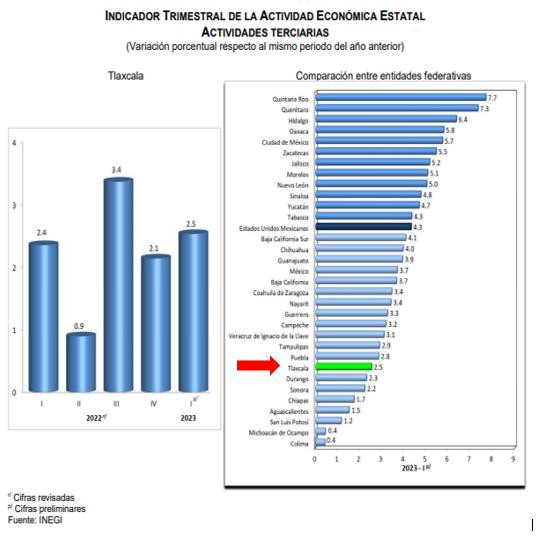 INDICADOR TRIMESTRAL DE LA ACTIVIDAD ECONÓMICA ESTATAL
ACTIVIDADES TERCIARIAS
(Variación porcentual respecto al mismo periodo del año anterior)
Tlaxcala
4
3
2
1
0
2.4
0.9
3.4
2.1
2.5
I
II
III
IV
I p/
2022 r/
2023
Comparación entre entidades federativas
Quintana Roo 7.7
Querétaro 7.3
Hidalgo 6.4
Oaxaca 5.8
Ciudad de México 5.7
Zacatecas 5.5
Jalisco 5.2
Morelos 5.1
Nuevo León 5.0
Sinaloa 4.8
Yucatán 4.7
Tabasco 4.3
Estados Unidos Mexicanos 4.3
Baja California Sur 4.1
Chihuahua 4.0
Guanajuato 3.9
México 3.7
Baja California 3.7
Coahuila de Zaragoza 3.4
Nayarit 3.4
Guerrero 3.3
Campeche 3.2
Veracruz de Ignacio de la Llave 3.1
Tamaulipas 2.9
Puebla 2.8
Tlaxcala 2.5
Durango 2.3
Sonora 2.2
Chiapas 1.7
Aguascalientes 1.5
San Luis Potosí 1.2
Michoacán de Ocampo 0.4
Colima 0.4
0 1 2 3 4 5 6 7 8 9
2023 - I p/
r/ Cifras revisadas
p/ Cifras preliminares
Fuente: INEGI